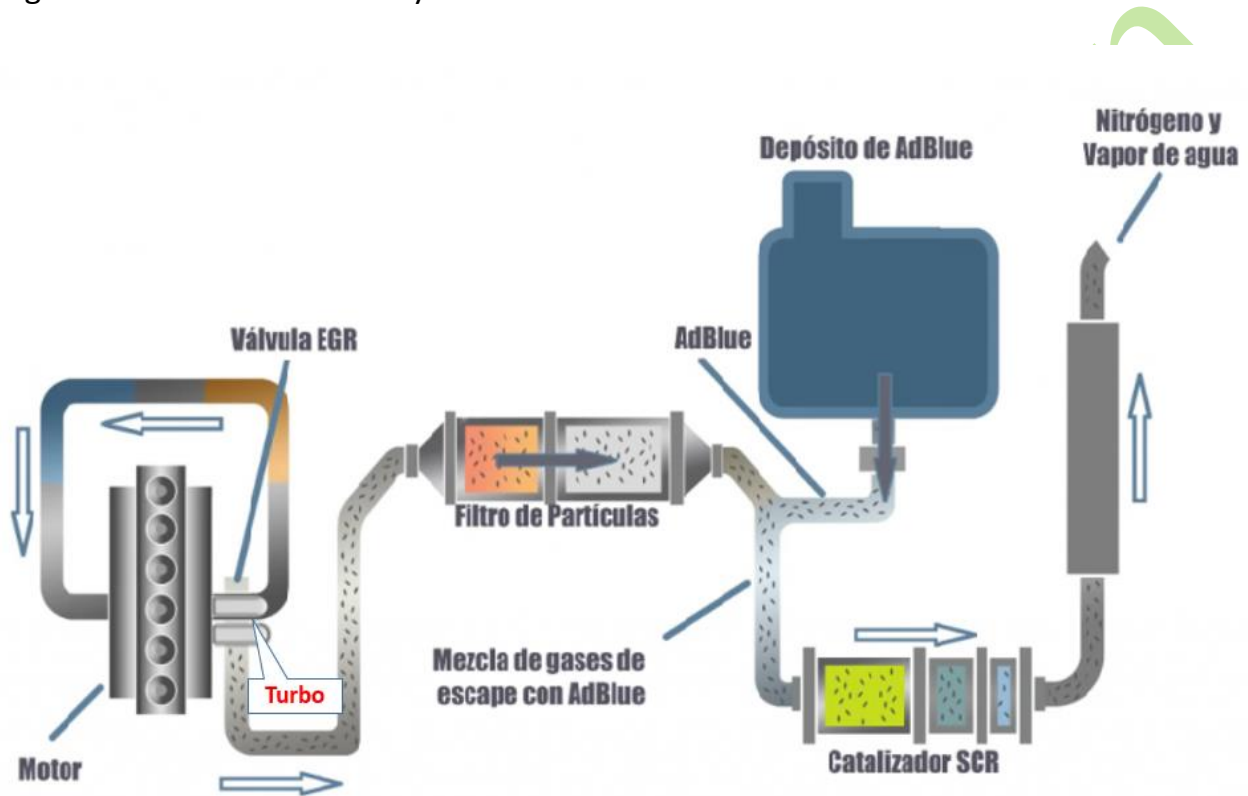 Nitrógeno y
Vapor de agua
Depósito de AdBlue
Válvula EGR
AdBlue
Filtro de Partículas
Mezcla de gases de
escape con AdBlue
Turbo
Motor
Catalizador SCR